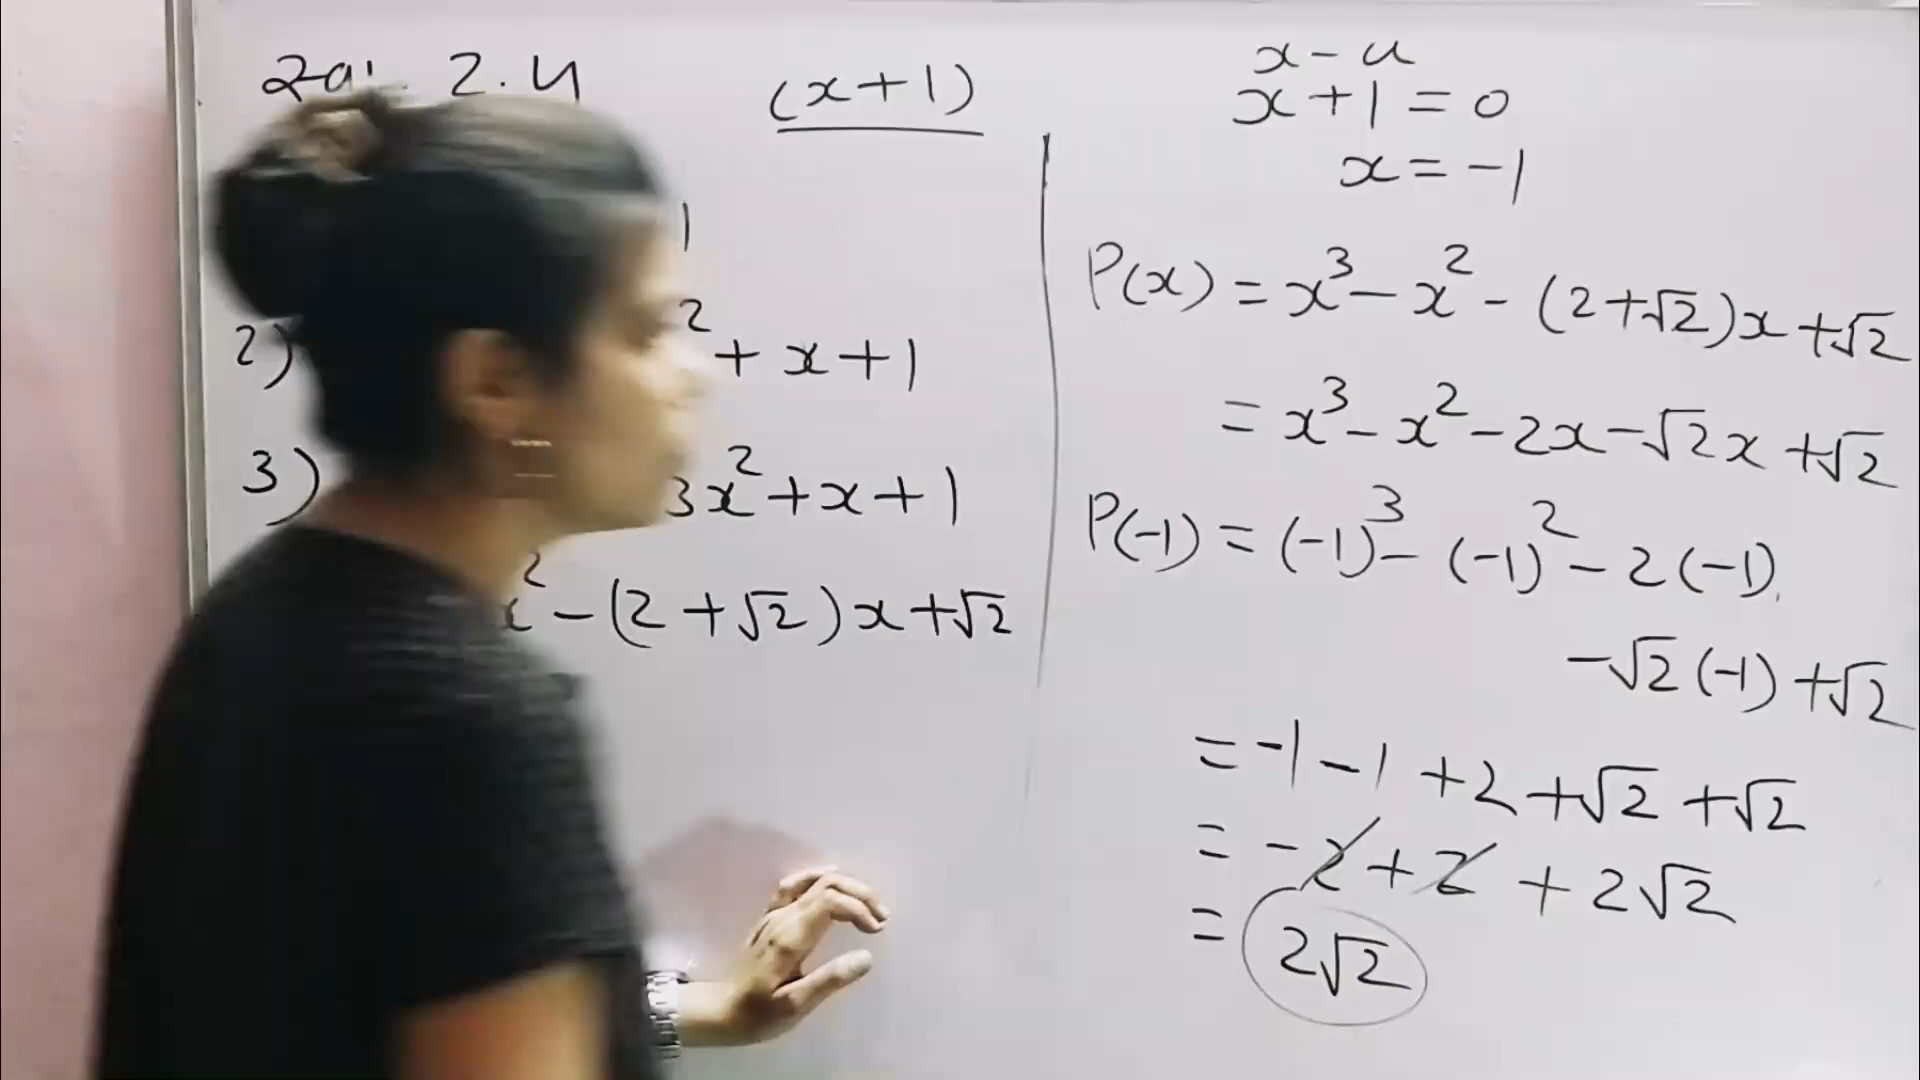 2.4 (x+1)
1
2) ² + x + 1
3) 3x² + x + 1
x² - (2 + √2)x + √2
x - a
x + 1 = 0
x = -1
P(x) = x³ - x² - (2+√2)x + √2
= x³ - x² - 2x - √2x + √2
P(-1) = (-1)³ - (-1)² - 2(-1)
-√2(-1) + √2
= -1 - 1 + 2 + √2 + √2
= -2 + 2 + 2√2
= 2√2